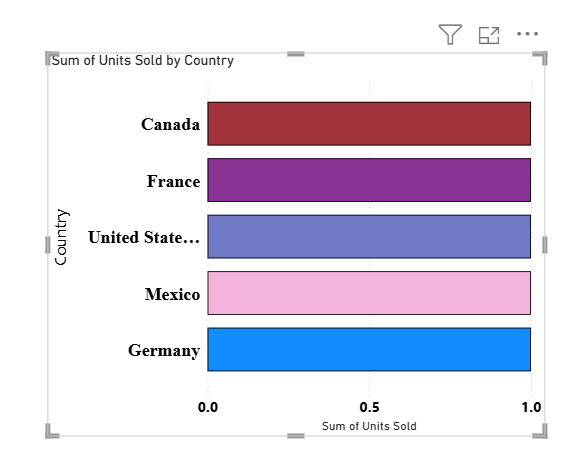 Sum of Units Sold by Country
Country
Canada
France
United State…
Mexico
Germany
0.0 0.5 1.0
Sum of Units Sold